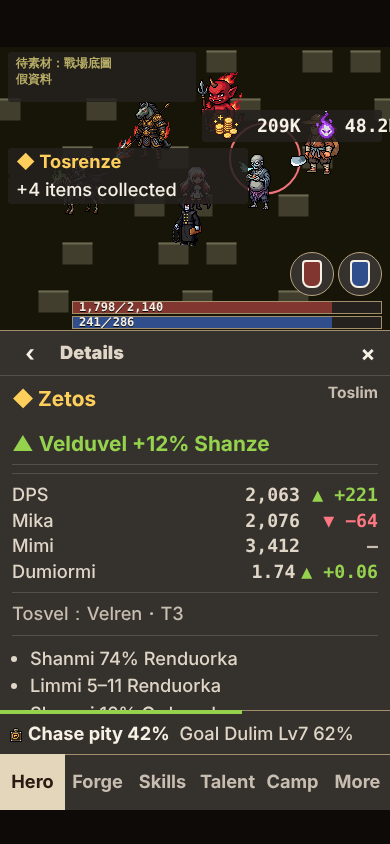 待素材：戰場底圖
假資料
209K
48.2
◆ Tosrenze
+4 items collected
1,798／2,140
241／286
‹ Details ×
◆ Zetos
Toslim
▲ Velduvel +12% Shanze
DPS 2,063 ▲ +221
Mika 2,076 ▼ −64
Mimi 3,412 —
Dumiormi 1.74 ▲ +0.06
Tosvel：Velren · T3
• Shanmi 74% Renduorka
• Limmi 5–11 Renduorka
Chase pity 42% Goal Dulim Lv7 62%
Hero Forge Skills Talent Camp More